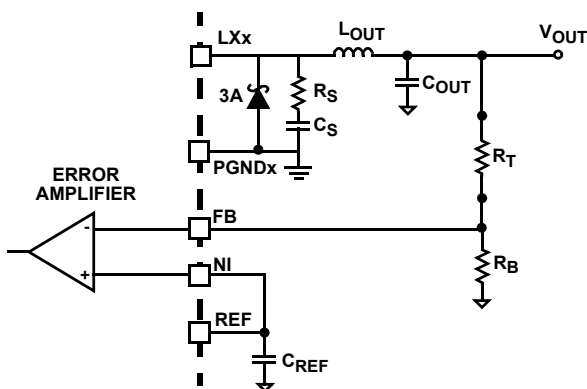 LXx
LOUT
VOUT
3A
RS
CS
COUT
PGNDx
RT
ERROR
AMPLIFIER
FB
-
NI
+
RB
REF
CREF